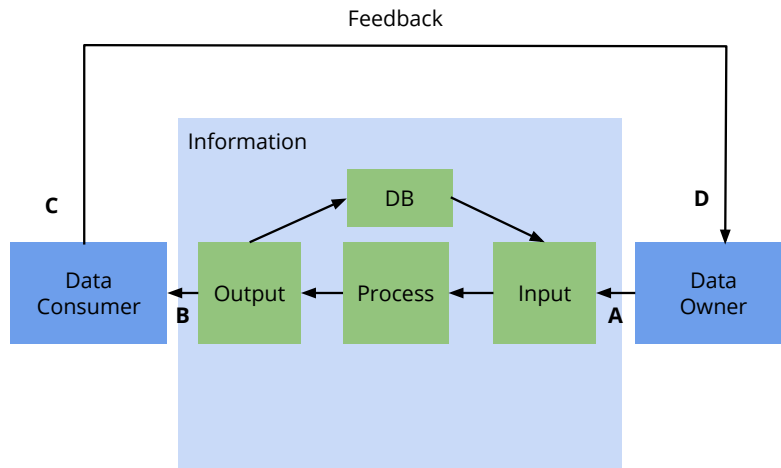 Feedback
Information
DB
C
D
Data
Consumer
Output
Process
Input
Data
Owner
B
A